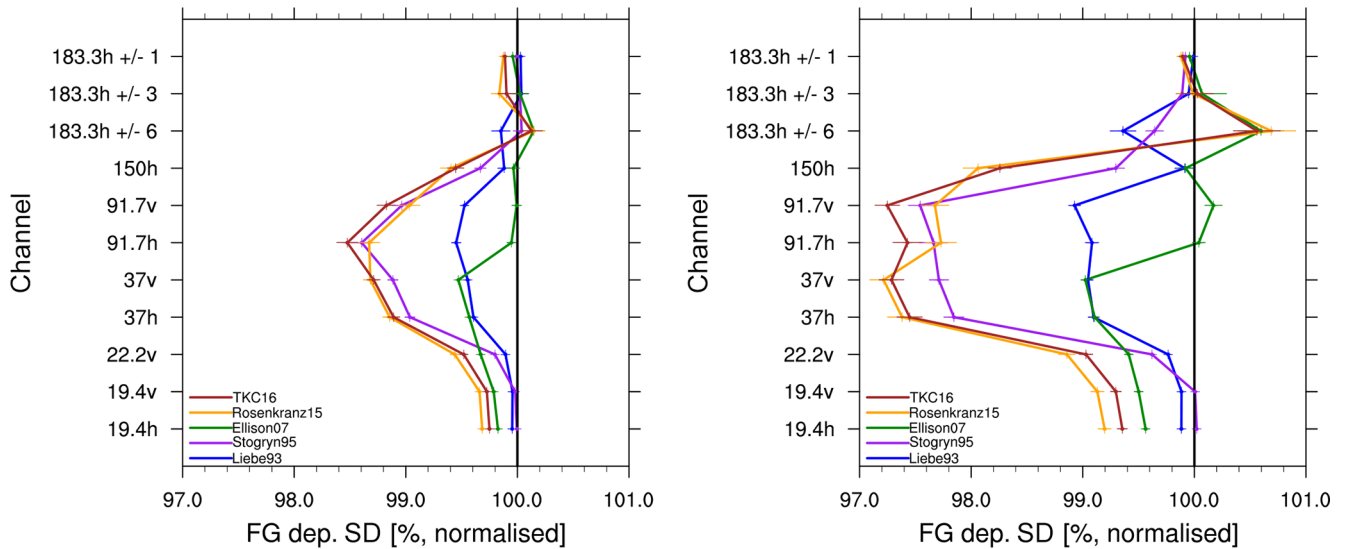 183.3h +/- 1
183.3h +/- 3
183.3h +/- 6
150h
91.7v
91.7h
37v
37h
22.2v
19.4v
19.4h
Channel
TKC16
Rosenkranz15
Ellison07
Stogryn95
Liebe93
97.0 98.0 99.0 100.0 101.0
FG dep. SD [%, normalised]
183.3h +/- 1
183.3h +/- 3
183.3h +/- 6
150h
91.7v
91.7h
37v
37h
22.2v
19.4v
19.4h
Channel
TKC16
Rosenkranz15
Ellison07
Stogryn95
Liebe93
97.0 98.0 99.0 100.0 101.0
FG dep. SD [%, normalised]